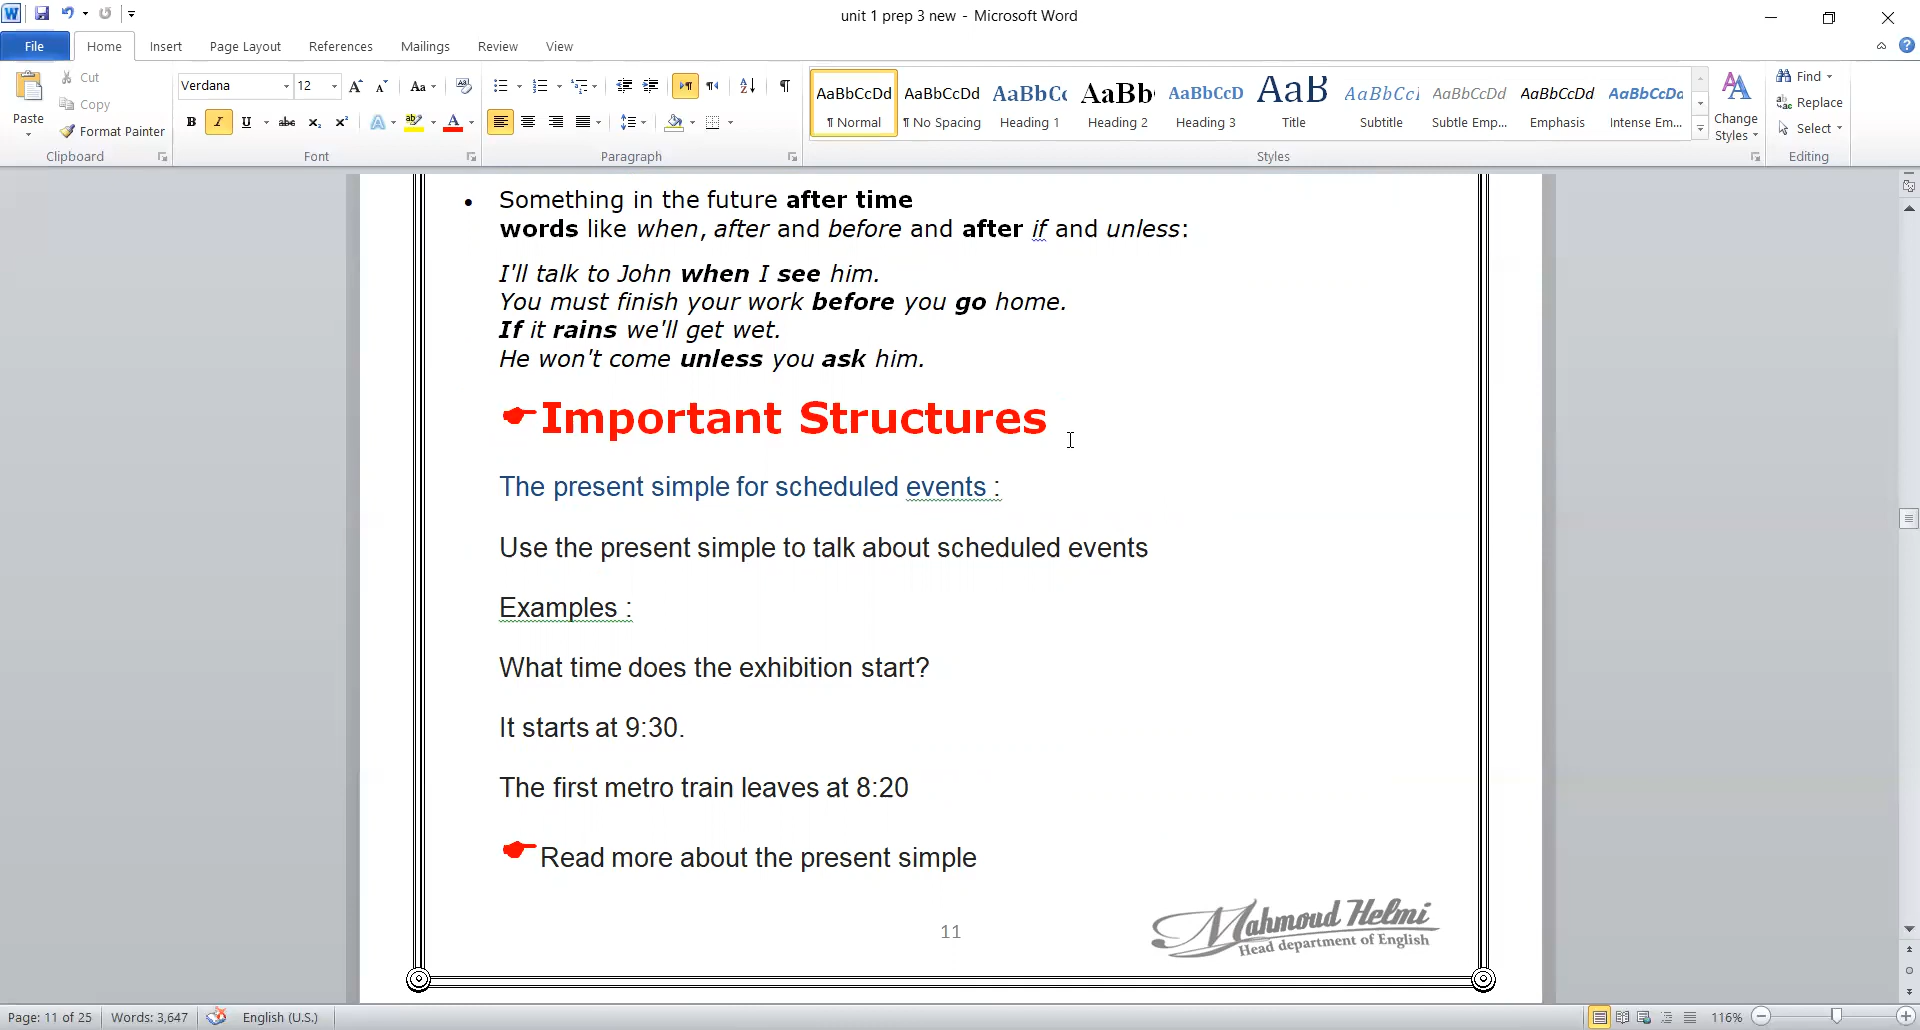 unit 1 prep 3 new - Microsoft Word
File Home Insert Page Layout References Mailings Review View
Paste
Cut
Copy
Format Painter
Clipboard
Verdana 12
Font
Paragraph
AaBbCcDd AaBbCcDd AaBbCc AaBb AaBbCcD AaB AaBbCcl AaBbCcDd AaBbCcDd AaBbCcDd
¶ Normal ¶ No Spacing Heading 1 Heading 2 Heading 3 Title Subtitle Subtle Emp... Emphasis Intense Em...
Styles
Change Styles
Find
Replace
Select
Editing
• Something in the future after time
words like when, after and before and after if and unless:
I'll talk to John when I see him.
You must finish your work before you go home.
If it rains we'll get wet.
He won't come unless you ask him.
Important Structures
The present simple for scheduled events :
Use the present simple to talk about scheduled events
Examples :
What time does the exhibition start?
It starts at 9:30.
The first metro train leaves at 8:20
Read more about the present simple
11
Mahmoud Helmi
Head department of English
Page: 11 of 25 Words: 3,647 English (U.S.) 116%